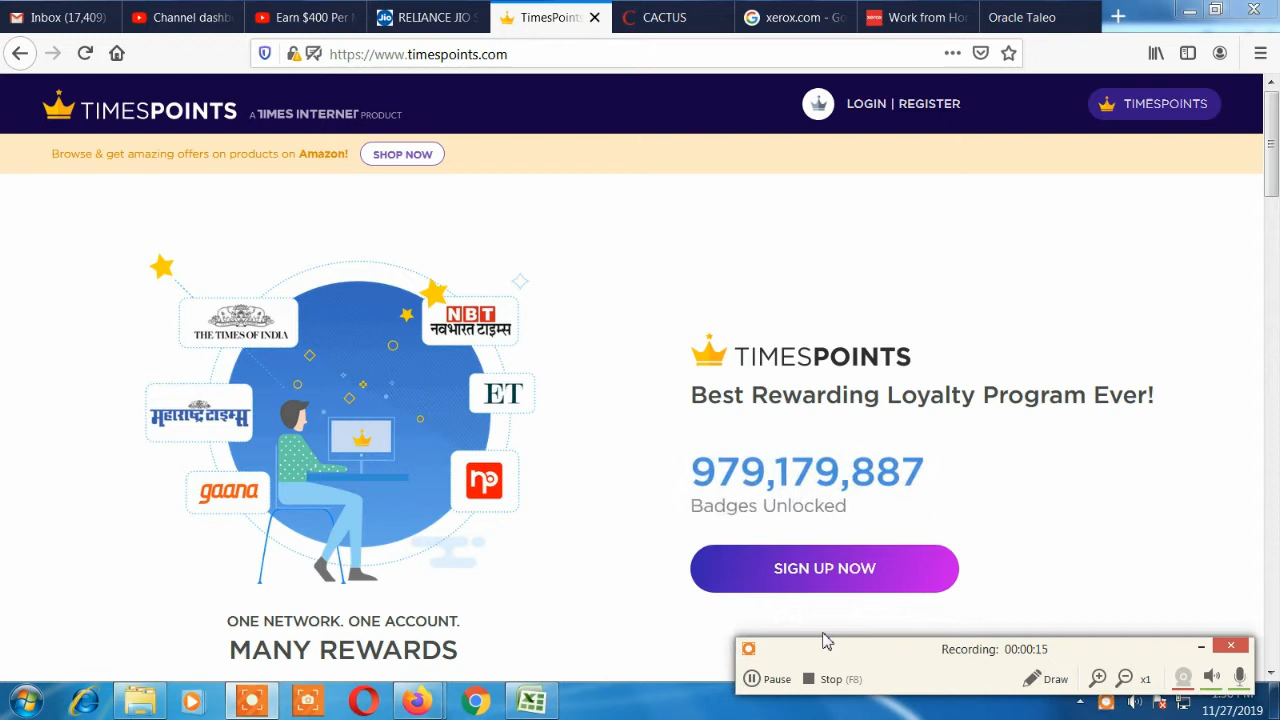 Inbox (17,409)
Channel dashb
Earn $400 Per
RELIANCE JIO
TimesPoints
CACTUS
xerox.com - Go
Work from Hor
Oracle Taleo
https://www.timespoints.com
TIMESPOINTS
A TIMES INTERNET PRODUCT
LOGIN | REGISTER
TIMESPOINTS
Browse & get amazing offers on products on Amazon!
SHOP NOW
THE TIMES OF INDIA
NBT
नवभारत टाइम्स
महाराष्ट्र टाइम्स
ET
gaana
np
TIMESPOINTS
Best Rewarding Loyalty Program Ever!
979,179,887
Badges Unlocked
SIGN UP NOW
ONE NETWORK. ONE ACCOUNT.
MANY REWARDS
Recording: 00:00:15
Pause
Stop (F8)
Draw
x1
11/27/2019